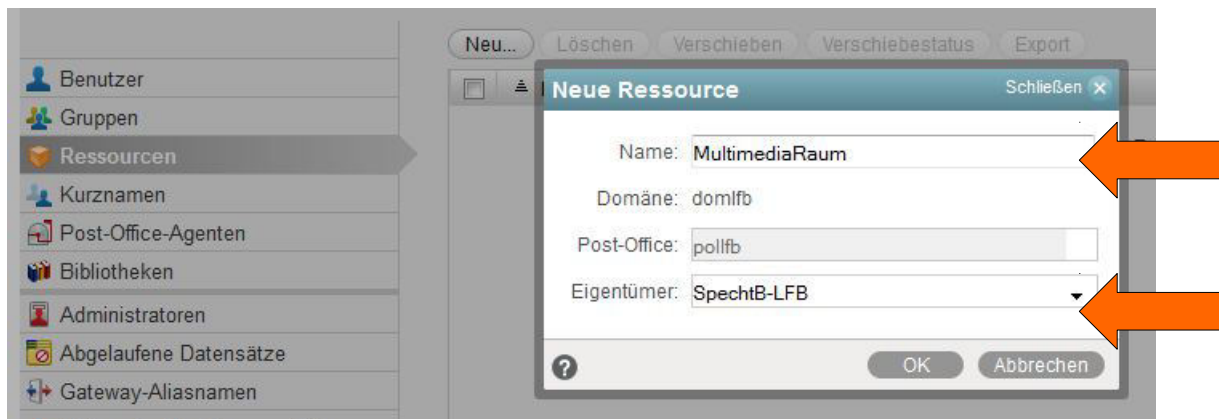 Neu... Löschen Verschieben Verschiebestatus Export
Benutzer
Gruppen
Ressourcen
Kurznamen
Post-Office-Agenten
Bibliotheken
Administratoren
Abgelaufene Datensätze
Gateway-Aliasnamen
Neue Ressource Schließen
Name: MultimediaRaum
Domäne: domlfb
Post-Office: pollfb
Eigentümer: SpechtB-LFB
OK Abbrechen